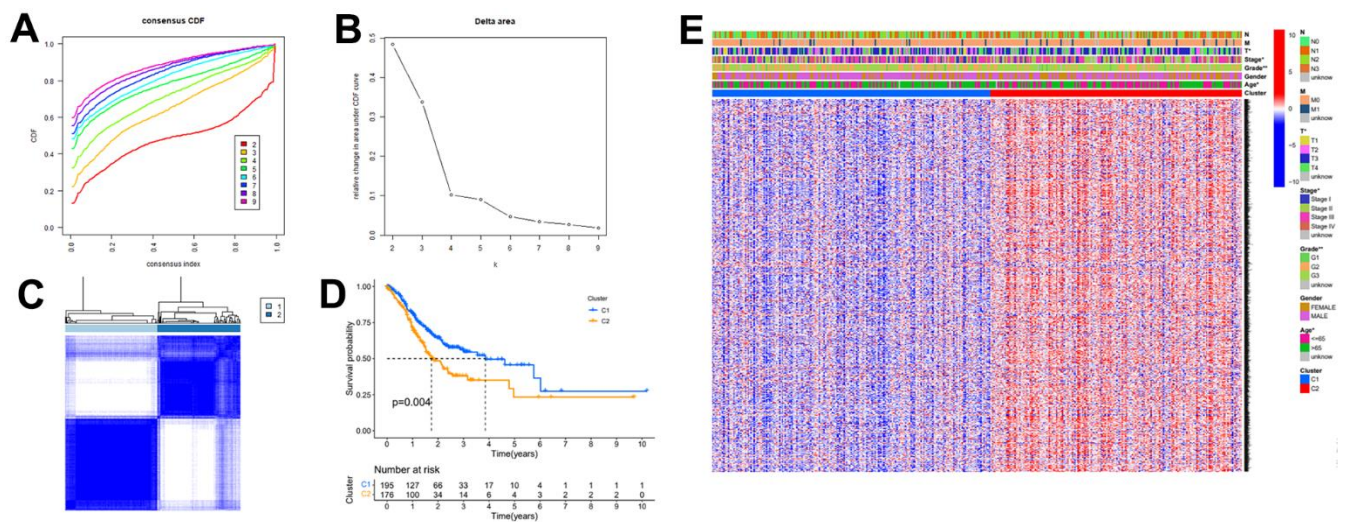 A
consensus CDF
CDF
1.0
0.8
0.6
0.4
0.2
0.0
0.0
0.2
0.4
0.6
0.8
1.0
consensus index
2
3
4
5
6
7
8
9
B
Delta area
relative change in area under CDF curve
0.5
0.4
0.3
0.2
0.1
0.0
2
3
4
5
6
7
8
9
k
C
1
2
D
Survival probability
1.00
0.75
0.50
0.25
0.00
p=0.004
Cluster
C1
C2
0 1 2 3 4 5 6 7 8 9 10
Time(years)
Number at risk
Cluster
C1 195 127 66 33 17 10 4 1 1 1 1
C2 176 100 34 14 6 4 3 2 2 2 0
0 1 2 3 4 5 6 7 8 9 10
Time(years)
E
N
M
T*
Stage*
Grade**
Gender
Age*
Cluster
10
5
0
−5
−10
N
N0
N1
N2
N3
unknow
M
M0
M1
unknow
T*
T1
T2
T3
T4
unknow
Stage*
Stage I
Stage II
Stage III
Stage IV
unknow
Grade**
G1
G2
G3
unknow
Gender
FEMALE
MALE
Age*
<=65
>65
unknow
Cluster
C1
C2